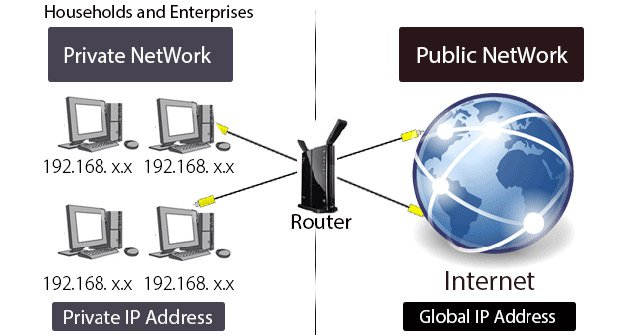 Households and Enterprises
Private NetWork
Public NetWork
192.168. x.x
192.168. x.x
Router
192.168. x.x
192.168. x.x
Internet
Private IP Address
Global IP Address